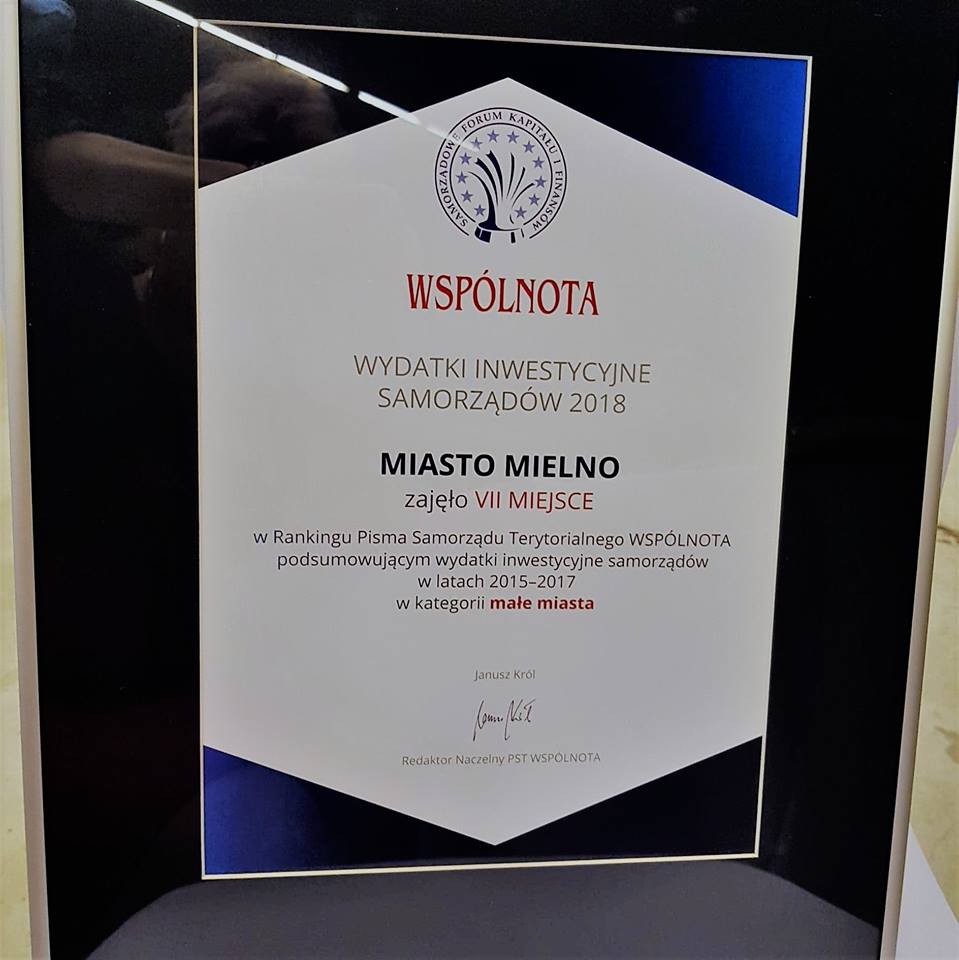 SAMORZĄDOWE FORUM KAPITAŁU I FINANSÓW
WSPÓLNOTA
WYDATKI INWESTYCYJNE
SAMORZĄDÓW 2018
MIASTO MIELNO
zajęło VII MIEJSCE
w Rankingu Pisma Samorządu Terytorialnego WSPÓLNOTA
podsumowującym wydatki inwestycyjne samorządów
w latach 2015–2017
w kategorii małe miasta
Janusz Król
Redaktor Naczelny PST WSPÓLNOTA